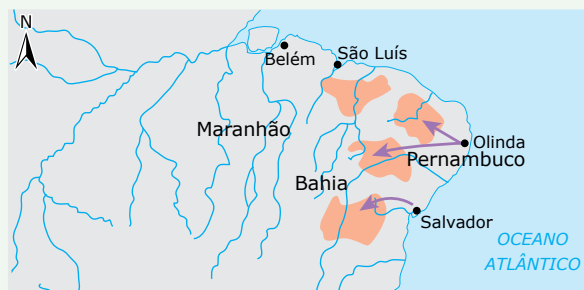 N
Belém
São Luís
Maranhão
Olinda
Pernambuco
Bahia
Salvador
OCEANO
ATLÂNTICO